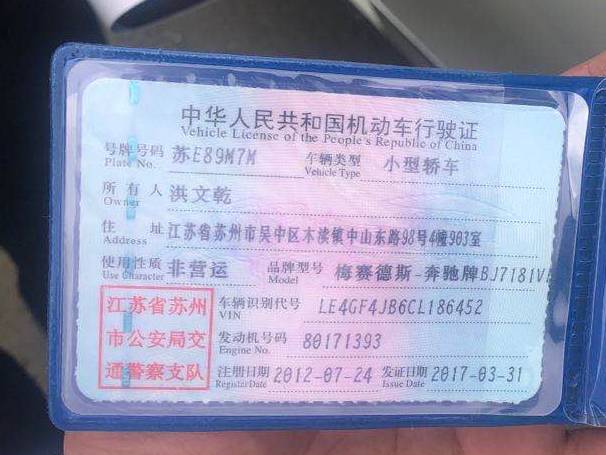 中华人民共和国机动车行驶证
Vehicle License of the People's Republic of China
号牌号码 苏E89M7M 车辆类型 小型轿车
Plate No. Vehicle Type
所有人 洪文乾
Owner
住址 江苏省苏州市吴中区木渎镇中山东路98号4幢903室
Address
使用性质 非营运 品牌型号 梅赛德斯-奔驰牌BJ7181V
Use Character Model
江苏省苏州 车辆识别代号 LE4GF4JB6CL186452
VIN
市公安局交 发动机号码 80171393
Engine No.
通警察支队 注册日期 2012-07-24 发证日期 2017-03-31
Register Date Issue Date